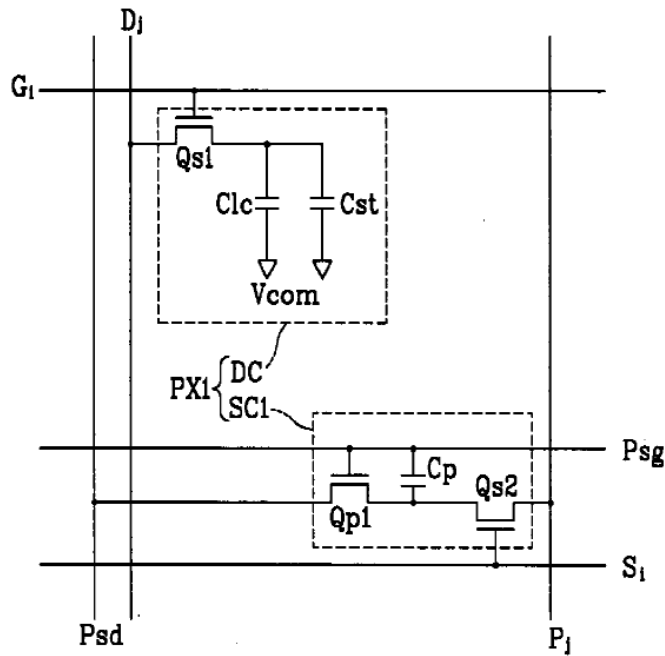 Dj
Gi
Qs1
Clc
Cst
Vcom
PX1
DC
SC1
Psg
Cp
Qs2
Qp1
Si
Psd
Pj